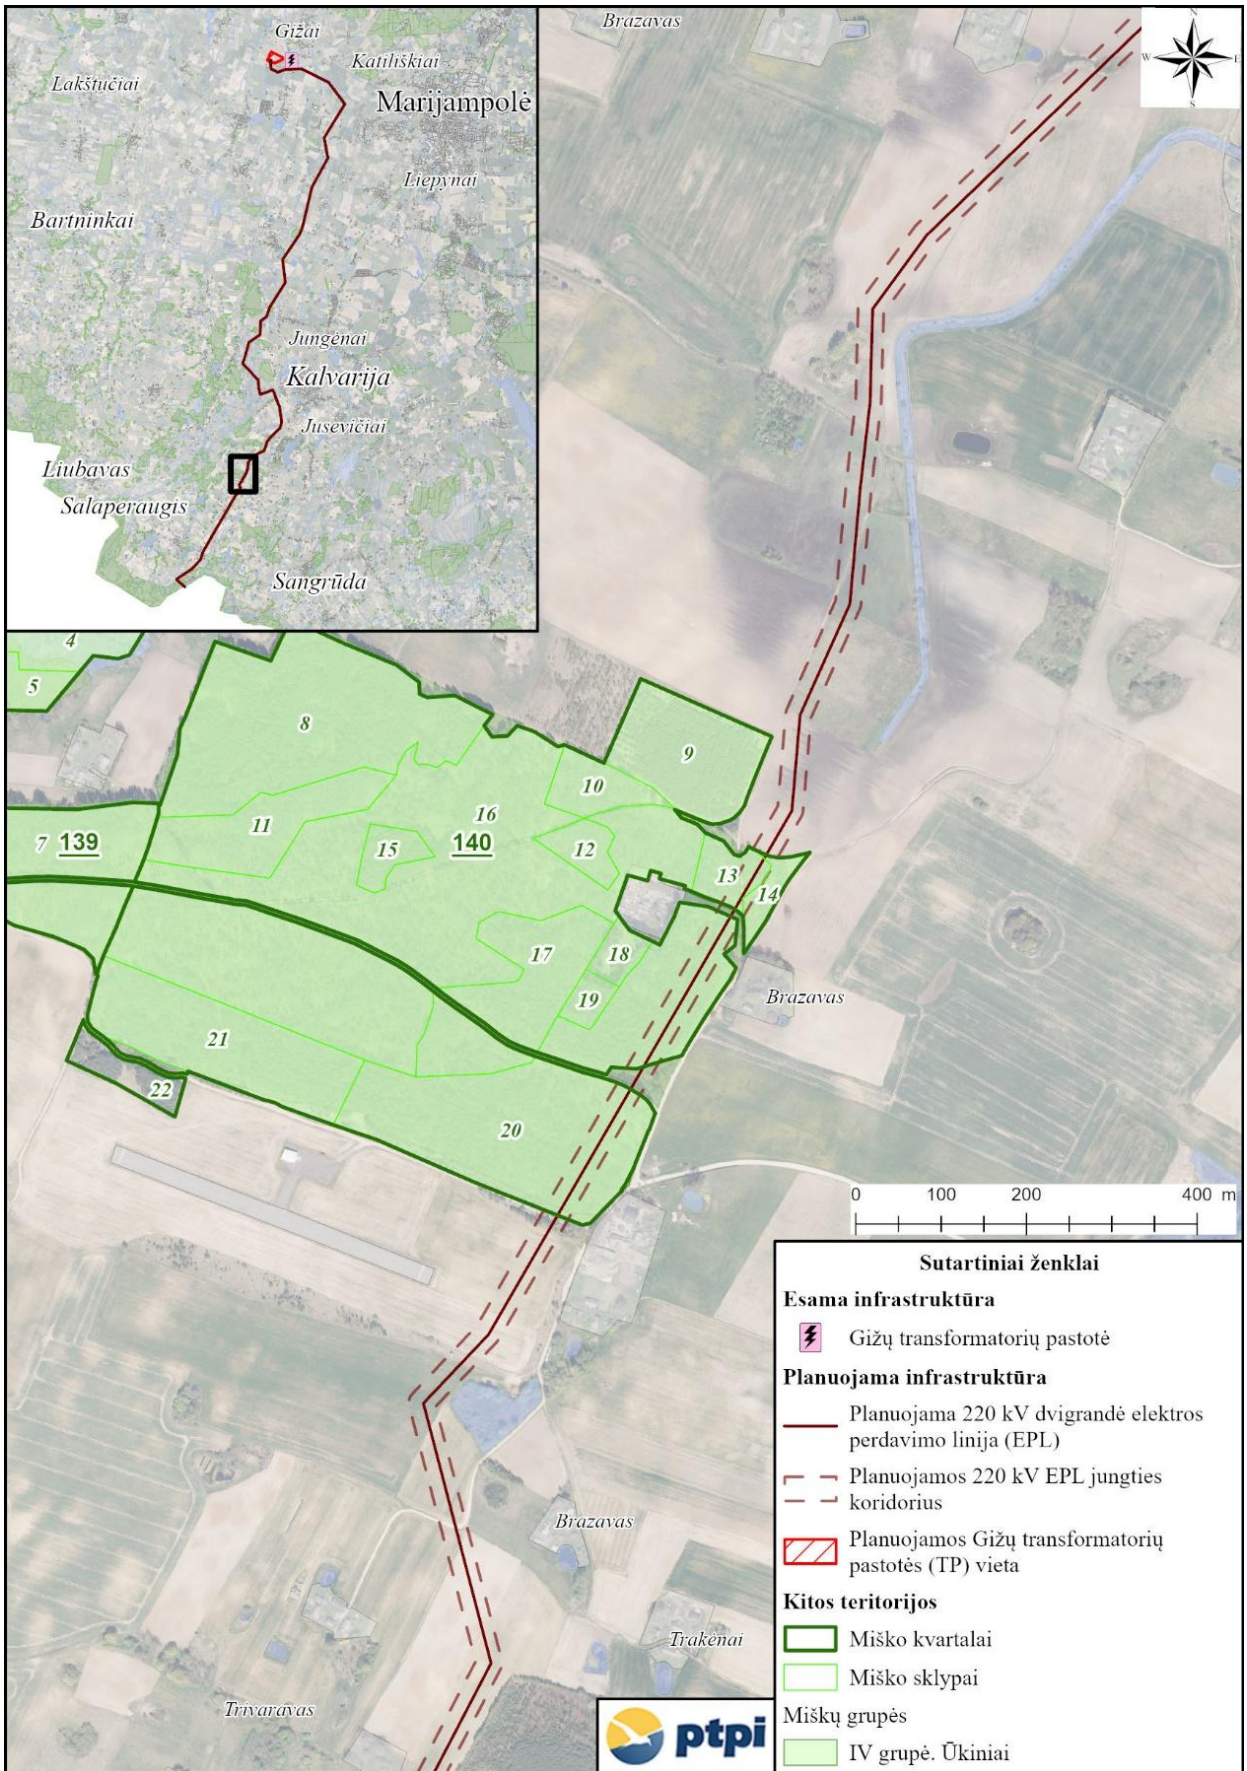 Gižai
Katiliškiai
Lakštučiai
Marijampolė
Liepynai
Bartninkai
Jungėnai
Kalvarija
Jusevičiai
Liubavas
Salaperaugis
Sangrūda
Brazavas
N
W
E
S
4
5
8
9
10
16
11
15
12
7 139
140
13
14
17
18
19
Brazavas
21
22
20
0 100 200 400 m
Brazavas
Trakėnai
Trivaravas
ptpi
Sutartiniai ženklai
Esama infrastruktūra
Gižų transformatorių pastotė
Planuojama infrastruktūra
Planuojama 220 kV dvigrandė elektros
perdavimo linija (EPL)
Planuojamos 220 kV EPL jungties
koridorius
Planuojamos Gižų transformatorių
pastotės (TP) vieta
Kitos teritorijos
Miško kvartalai
Miško sklypai
Miškų grupės
IV grupė. Ūkiniai